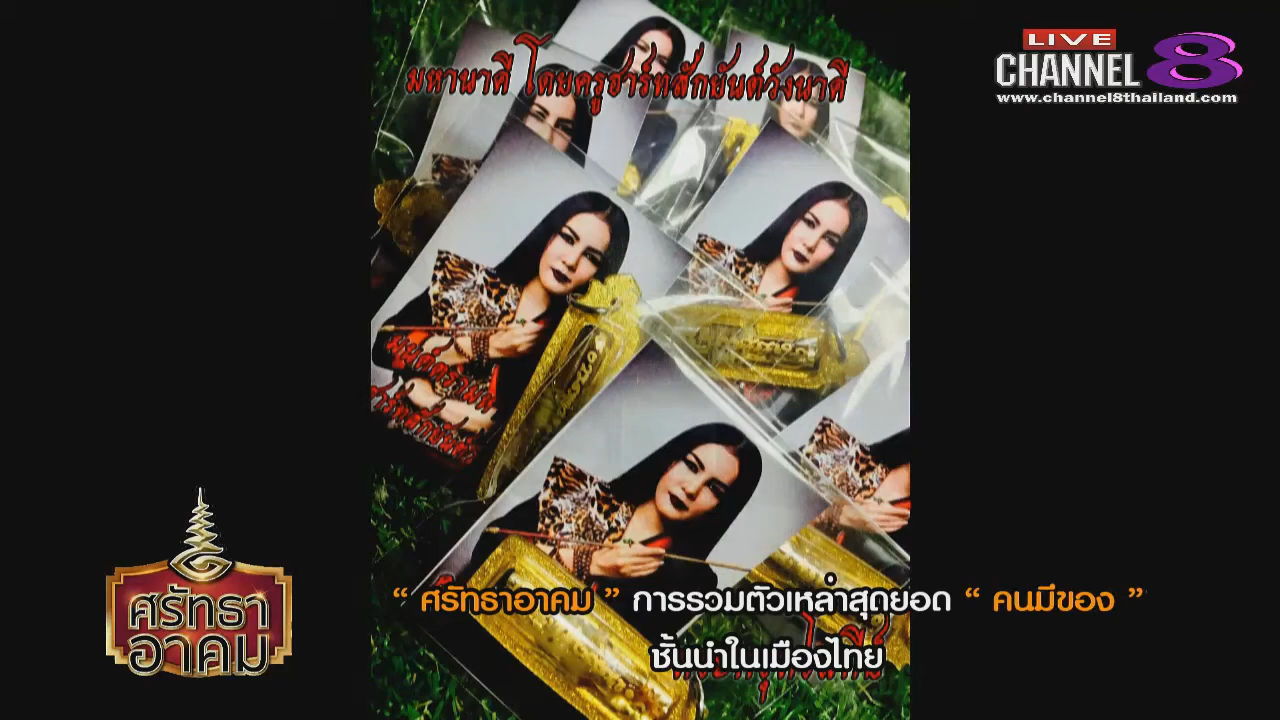 LIVE
CHANNEL 8
www.channel8thailand.com
มหานาคี โดยครูฮาร์ทสักยันต์วังนาคี
ศรัทธา
อาคม
“ ศรัทธาอาคม ” การรวมตัวเหล่าสุดยอด “ คนมีของ ”
ชั้นนำในเมืองไทย